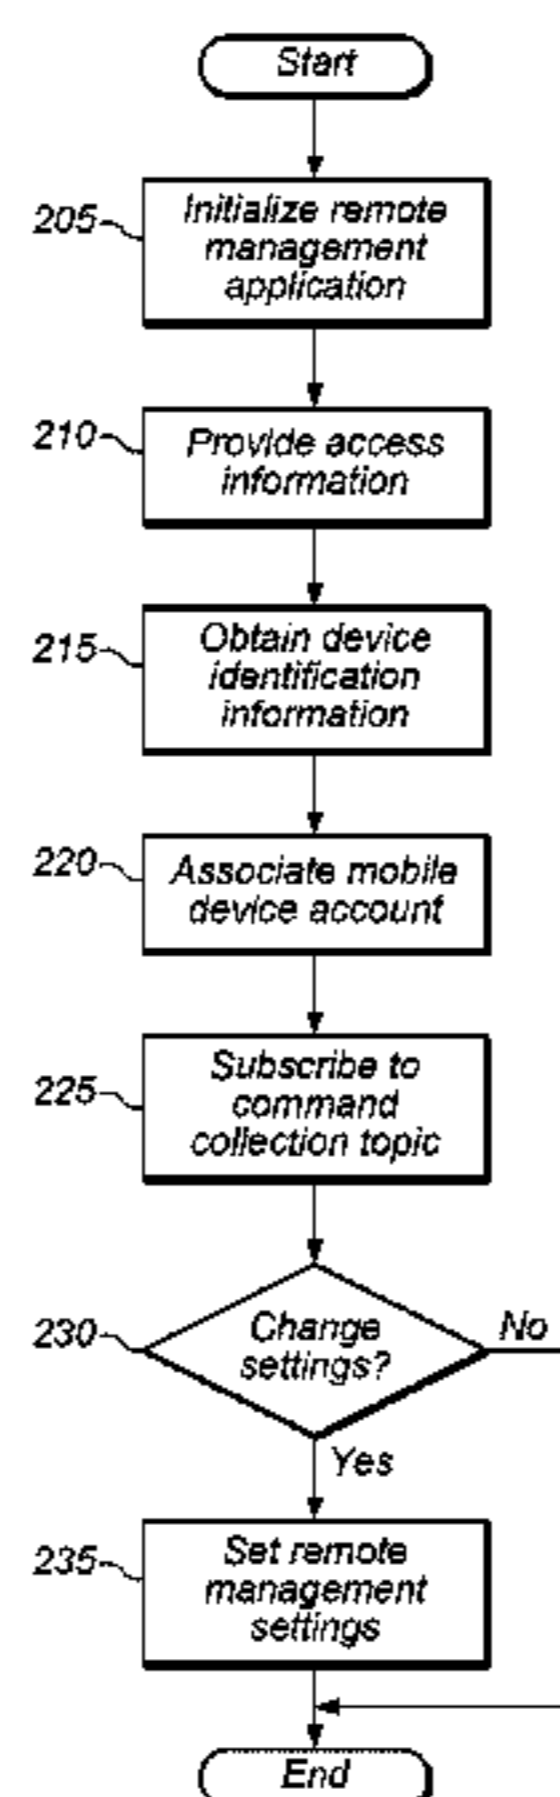 Start
205
Initialize remote
management
application
210
Provide access
information
215
Obtain device
identification
information
220
Associate mobile
device account
225
Subscribe to
command
collection topic
230
Change
settings?
No
Yes
235
Set remote
management
settings
End